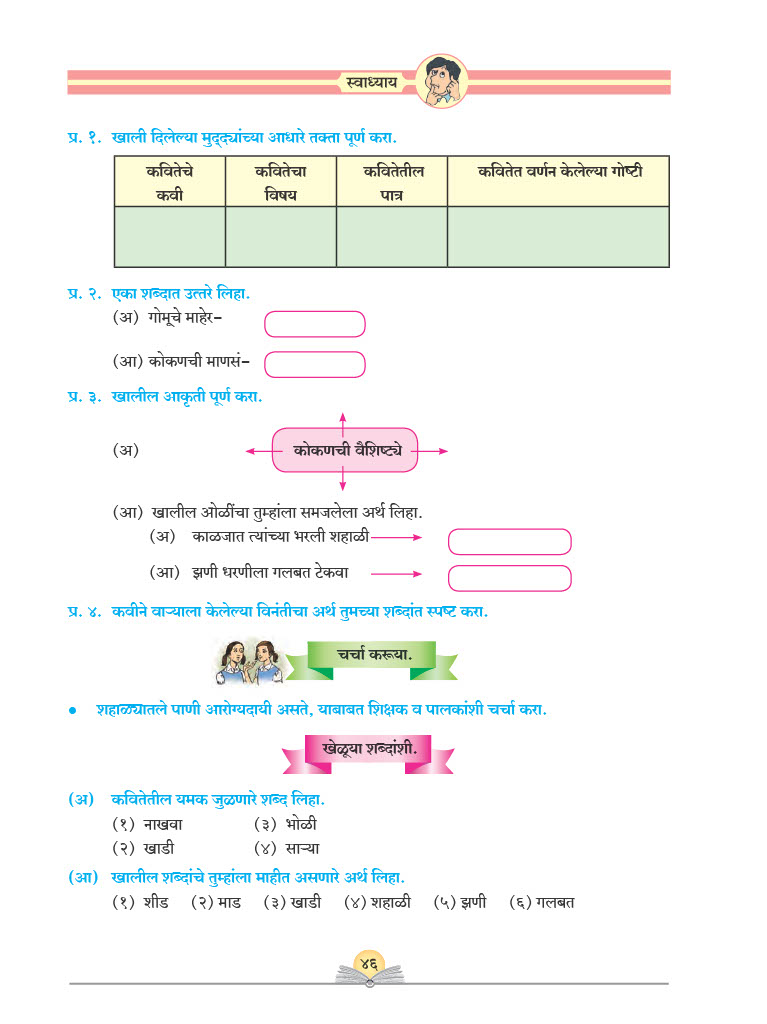 स्वाध्याय
प्र. १. खाली दिलेल्या मुद्द्यांच्या आधारे तक्ता पूर्ण करा.
कवितेचे कवी
कवितेचा विषय
कवितेतील पात्र
कवितेत वर्णन केलेल्या गोष्टी
प्र. २. एका शब्दात उत्तरे लिहा.
(अ) गोमूचे माहेर–
(आ) कोकणची माणसं–
प्र. ३. खालील आकृती पूर्ण करा.
(अ)
कोकणची वैशिष्ट्ये
(आ) खालील ओळींचा तुम्हांला समजलेला अर्थ लिहा.
(अ) काळजात त्यांच्या भरली शहाळी
(आ) झणी धरणीला गलबत टेकवा
प्र. ४. कवीने वाऱ्याला केलेल्या विनंतीचा अर्थ तुमच्या शब्दांत स्पष्ट करा.
चर्चा करूया.
• शहाळ्यातले पाणी आरोग्यदायी असते, याबाबत शिक्षक व पालकांशी चर्चा करा.
खेळूया शब्दांशी.
(अ) कवितेतील यमक जुळणारे शब्द लिहा.
(१) नाखवा (३) भोळी
(२) खाडी (४) साऱ्या
(आ) खालील शब्दांचे तुम्हांला माहीत असणारे अर्थ लिहा.
(१) शीड (२) माड (३) खाडी (४) शहाळी (५) झणी (६) गलबत
४६